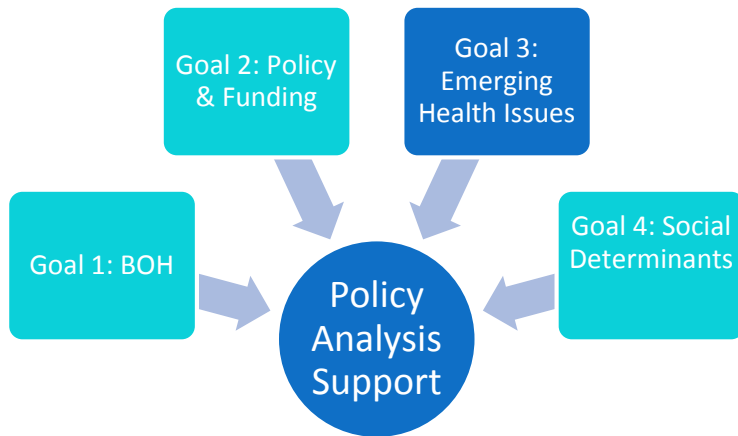 Goal 1: BOH
Goal 2: Policy
& Funding
Goal 3:
Emerging
Health Issues
Goal 4: Social
Determinants
Policy
Analysis
Support